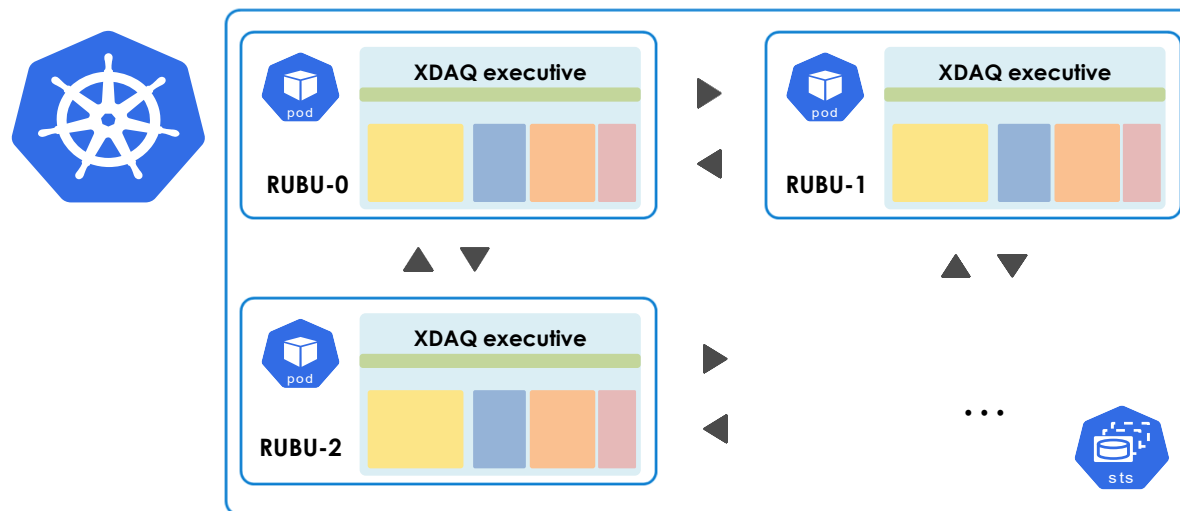 XDAQ executive
pod
RUBU-0
XDAQ executive
pod
RUBU-1
XDAQ executive
pod
RUBU-2
...
sts